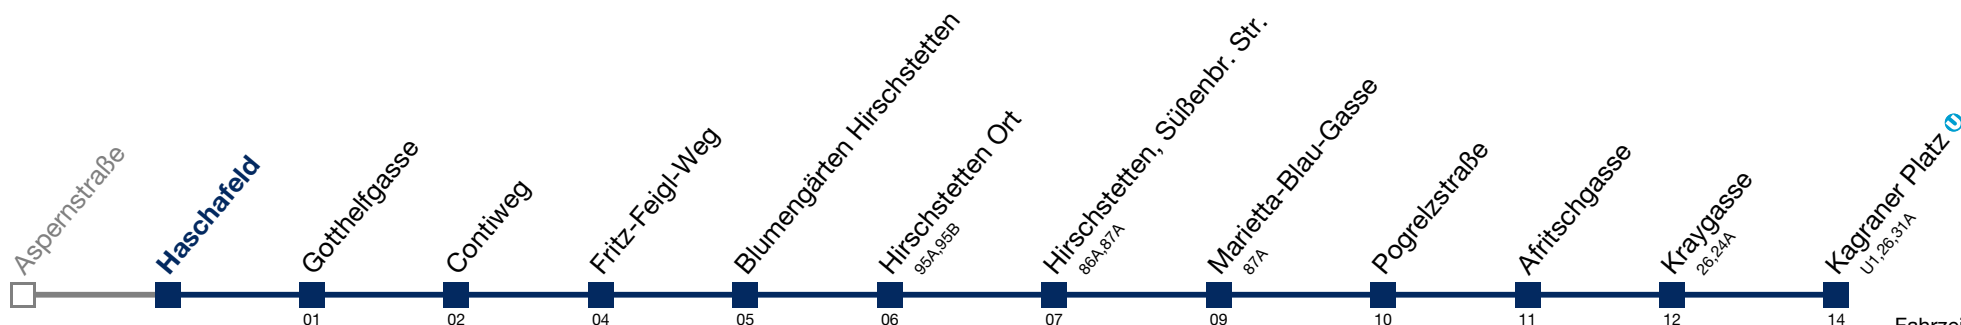 Aspernstraße
Haschafeld
Gotthelfgasse
01
Contiweg
02
Fritz-Feigl-Weg
04
Blumengärten Hirschstetten
05
Hirschstetten Ort
95A,95B
06
Hirschstetten, Süßenbr. Str.
86A,87A
07
Marietta-Blau-Gasse
87A
09
Pogrelzstraße
10
Afritschgasse
11
Kraygasse
26,24A
12
Kagraner Platz U
U1,26,31A
14